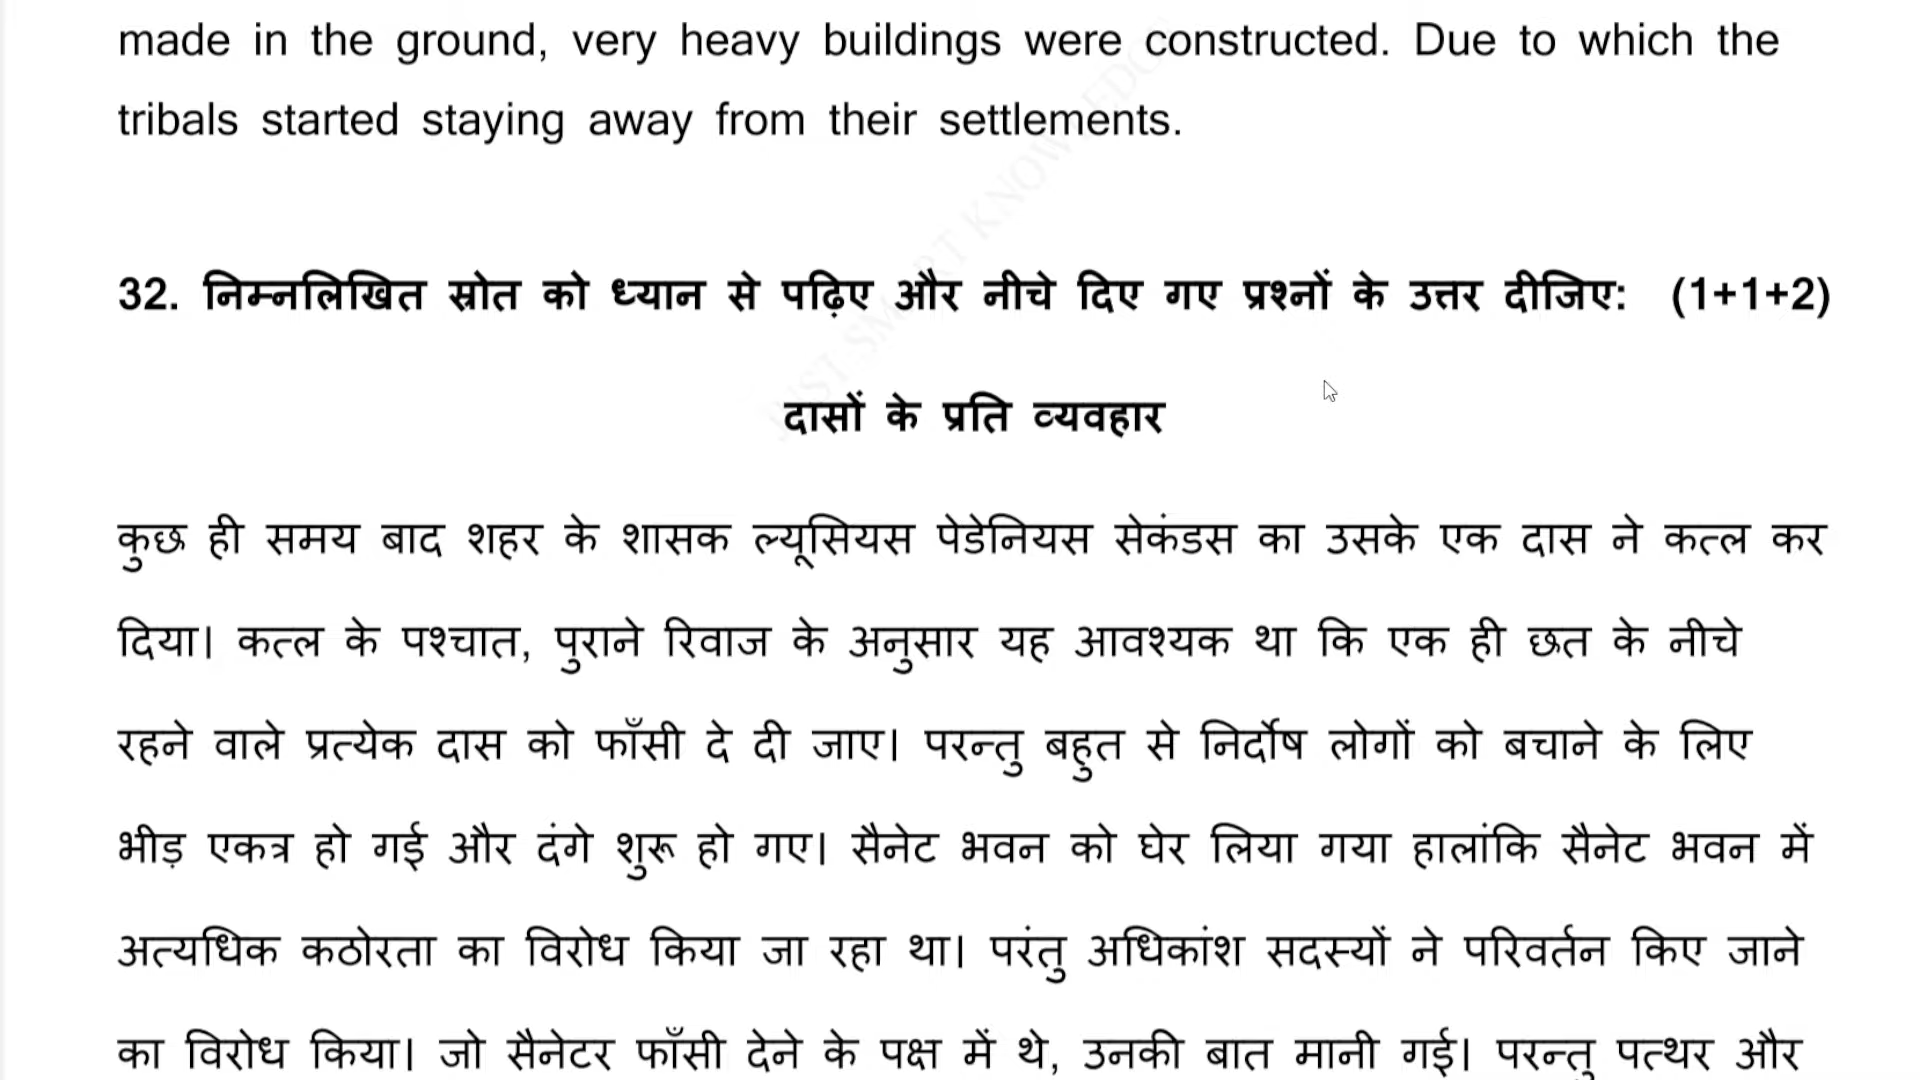 made in the ground, very heavy buildings were constructed. Due to which the
tribals started staying away from their settlements.
JUST SMART KNOWLEDGE
32. निम्नलिखित स्रोत को ध्यान से पढ़िए और नीचे दिए गए प्रश्नों के उत्तर दीजिए: (1+1+2)
दासों के प्रति व्यवहार
कुछ ही समय बाद शहर के शासक ल्यूसियस पेडेनियस सेकंडस का उसके एक दास ने कत्ल कर
दिया। कत्ल के पश्चात, पुराने रिवाज के अनुसार यह आवश्यक था कि एक ही छत के नीचे
रहने वाले प्रत्येक दास को फाँसी दे दी जाए। परन्तु बहुत से निर्दोष लोगों को बचाने के लिए
भीड़ एकत्र हो गई और दंगे शुरू हो गए। सैनेट भवन को घेर लिया गया हालांकि सैनेट भवन में
अत्यधिक कठोरता का विरोध किया जा रहा था। परंतु अधिकांश सदस्यों ने परिवर्तन किए जाने
का विरोध किया। जो सैनेटर फाँसी देने के पक्ष में थे, उनकी बात मानी गई। परन्तु पत्थर और